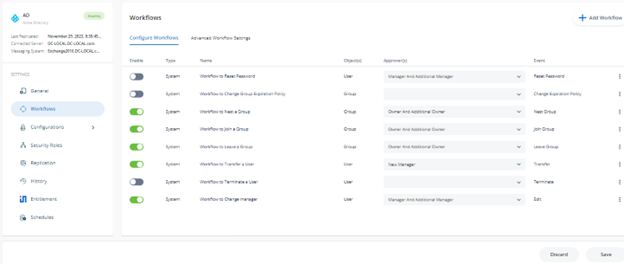 AD
Healthy
Active Directory
Last Replicated: November 29, 2023, 8:35:45...
Connected Server: DC-LOCAL.DC-LOCAL.com
Messaging System: Exchange2016.DC-LOCAL.c...
SETTINGS
General
Workflows
Configurations
Security Roles
Replication
History
Entitlement
Schedules
Workflows
Add Workflow
Configure Workflows Advanced Workflow Settings
Enable Type Name Object(s) Approver(s) Event
System Workflow to Reset Password User Manager And Additional Manager Reset Password
System Workflow to Change Group Expiration Policy Group Change Expiration Policy
System Workflow to Nest a Group Group Owner And Additional Owner Nest Group
System Workflow to Join a Group Group Owner And Additional Owner Join Group
System Workflow to Leave a Group Group Owner And Additional Owner Leave Group
System Workflow to Transfer a User User New Manager Transfer
System Workflow to Terminate a User User Terminate
System Workflow to Change manager User Manager And Additional Manager Edit
Discard Save